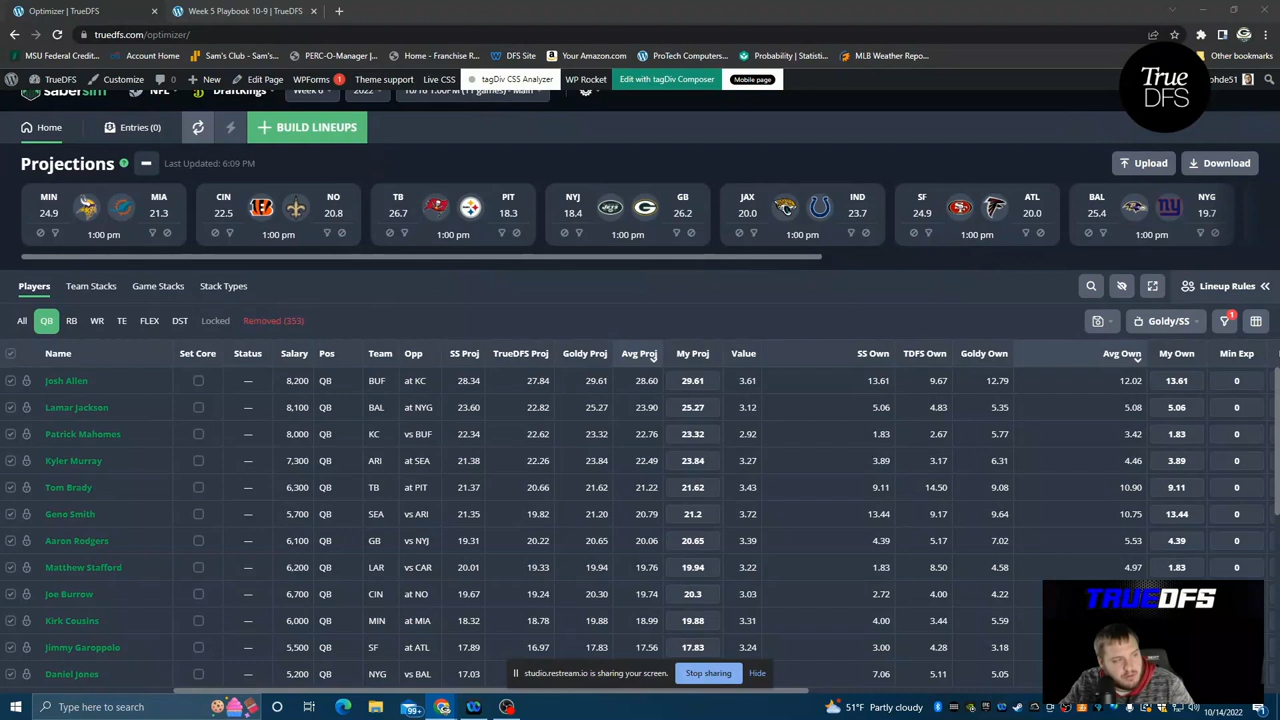 Optimizer | TrueDFS
Week 5 Playbook 10-9 | TrueDFS
truedfs.com/optimizer/
MSU Federal Credit...
Account Home
Sam's Club - Sam's...
PERC-O-Manager |...
Home - Franchise R...
DFS Site
Your Amazon.com
ProTech Computers...
Probability | Statisti...
MLB Weather Repo...
Other bookmarks
TrueDFS Customize 0 New Edit Page WPForms 1 Theme support Live CSS tagDiv CSS Analyzer WP Rocket Edit with tagDiv Composer Mobile page
True
DFS
Home Entries (0) BUILD LINEUPS
Projections Last Updated: 6:09 PM Upload Download
MIN MIA CIN NO TB PIT NYJ GB JAX IND SF ATL BAL NYG
24.9 21.3 22.5 20.8 26.7 18.3 18.4 26.2 20.0 23.7 24.9 20.0 25.4 19.7
1:00 pm 1:00 pm 1:00 pm 1:00 pm 1:00 pm 1:00 pm 1:00 pm
Players Team Stacks Game Stacks Stack Types Lineup Rules
All QB RB WR TE FLEX DST Locked Removed (353) Goldy/SS 1
Name Set Core Status Salary Pos Team Opp SS Proj TrueDFS Proj Goldy Proj Avg Proj My Proj Value SS Own TDFS Own Goldy Own Avg Own My Own Min Exp
Josh Allen — 8,200 QB BUF at KC 28.34 27.84 29.61 28.60 29.61 3.61 13.61 9.67 12.79 12.02 13.61 0
Lamar Jackson — 8,100 QB BAL at NYG 23.60 22.82 25.27 23.90 25.27 3.12 5.06 4.83 5.35 5.08 5.06 0
Patrick Mahomes — 8,000 QB KC vs BUF 22.34 22.62 23.32 22.76 23.32 2.92 1.83 2.67 5.77 3.42 1.83 0
Kyler Murray — 7,300 QB ARI at SEA 21.38 22.26 23.84 22.49 23.84 3.27 3.89 3.17 6.31 4.46 3.89 0
Tom Brady — 6,300 QB TB at PIT 21.37 20.66 21.62 21.22 21.62 3.43 9.11 14.50 9.08 10.90 9.11 0
Geno Smith — 5,700 QB SEA vs ARI 21.35 19.82 21.20 20.79 21.2 3.72 13.44 9.17 9.64 10.75 13.44 0
Aaron Rodgers — 6,100 QB GB vs NYJ 19.31 20.22 20.65 20.06 20.65 3.39 4.39 5.17 7.02 5.53 4.39 0
Matthew Stafford — 6,200 QB LAR vs CAR 20.01 19.33 19.94 19.76 19.94 3.22 1.83 8.50 4.58 4.97 1.83 0
Joe Burrow — 6,700 QB CIN at NO 19.67 19.24 20.30 19.74 20.3 3.03 2.72 4.00 4.22
Kirk Cousins — 6,000 QB MIN at MIA 18.32 18.78 19.88 18.99 19.88 3.31 4.00 3.44 5.59
Jimmy Garoppolo — 5,500 QB SF at ATL 17.89 16.97 17.83 17.56 17.83 3.24 3.00 4.28 3.18
Daniel Jones — 5,500 QB NYG vs BAL 17.03 7.06 5.11 5.05
TRUEDFS
studio.restream.io is sharing your screen. Stop sharing Hide
Type here to search
99+
51°F Partly cloudy
10/14/2022